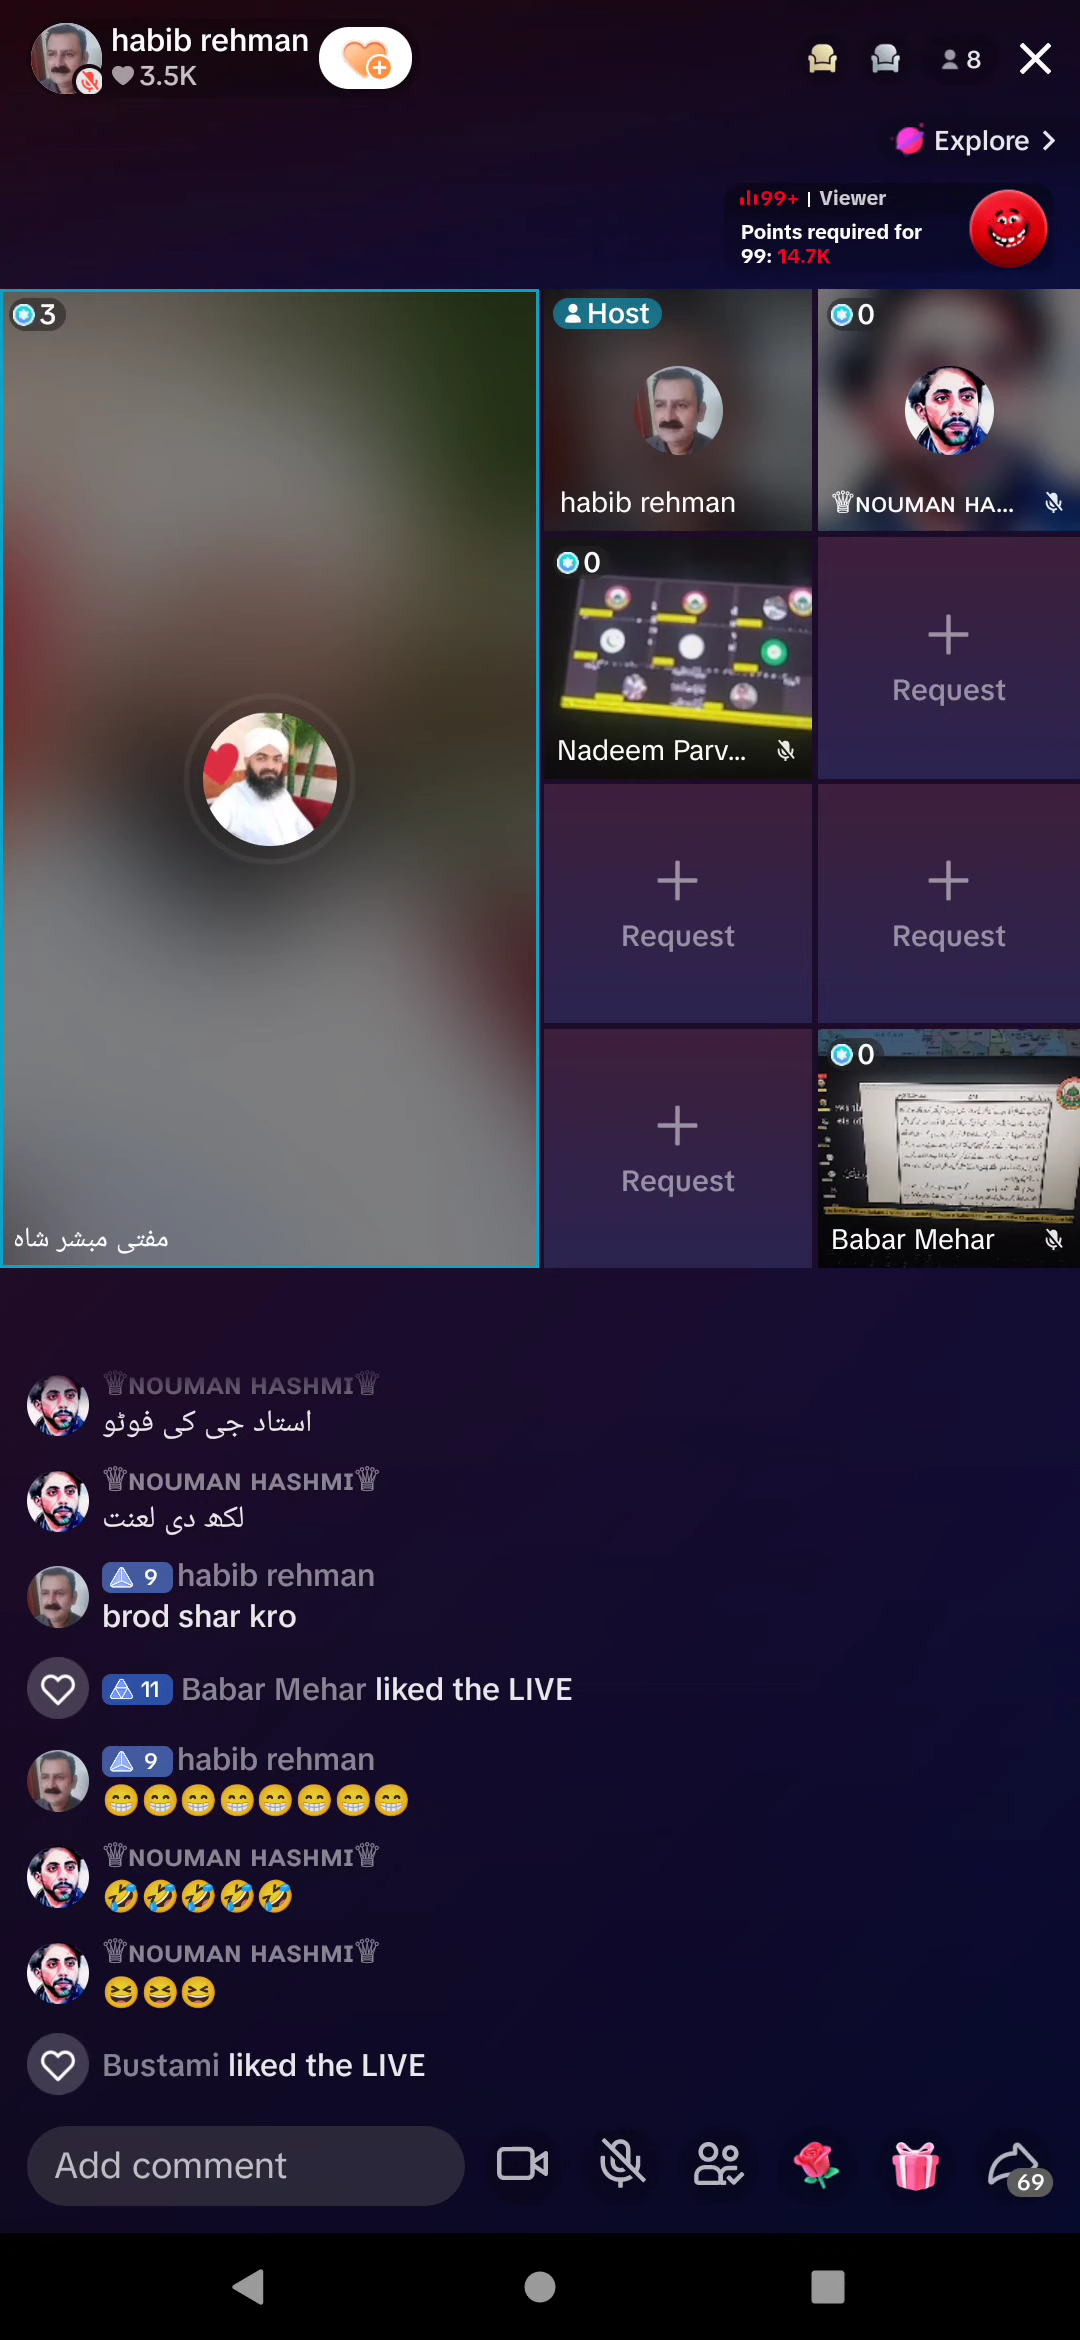 habib rehman
3.5K
8
Explore
99+ | Viewer
Points required for
99: 14.7K
3
Host
0
habib rehman
♕NOUMAN HA...
0
Nadeem Parv...
Request
Request
Request
Request
0
Babar Mehar
مفتی مبشر شاہ
♕NOUMAN HASHMI♕
استاد جی کی فوٹو
♕NOUMAN HASHMI♕
لکھ دی لعنت
9 habib rehman
brod shar kro
11 Babar Mehar liked the LIVE
9 habib rehman
😁😁😁😁😁😁😁😁
♕NOUMAN HASHMI♕
🤣🤣🤣🤣🤣
♕NOUMAN HASHMI♕
😆😆😆
Bustami liked the LIVE
Add comment
69